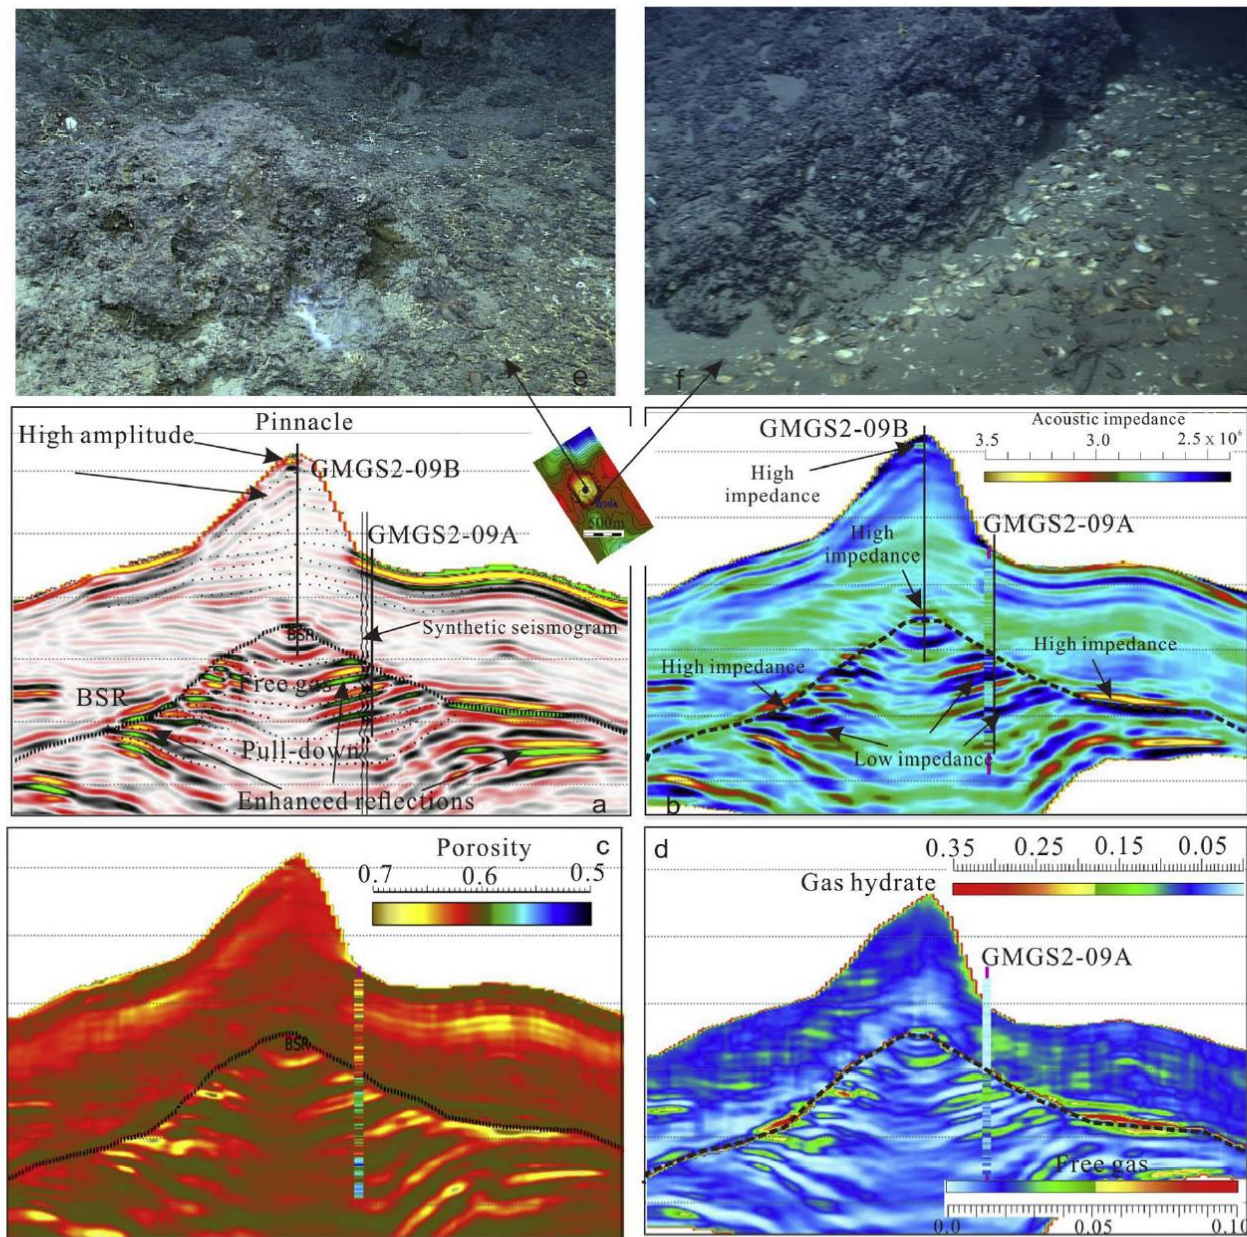 e
f
Pinnacle
High amplitude
GMGS2-09B
GMGS2-09A
BSR
Synthetic seismogram
Free gas
BSR
Pull-down
Enhanced reflections
a
500m
Acoustic impedance
3.5 3.0 2.5 x 10⁶
GMGS2-09B
High
impedance
GMGS2-09A
High
impedance
High impedance
High impedance
Low impedance
b
c
Porosity
0.7 0.6 0.5
BSR
d
0.35 0.25 0.15 0.05
Gas hydrate
GMGS2-09A
Free gas
0.0 0.05 0.10